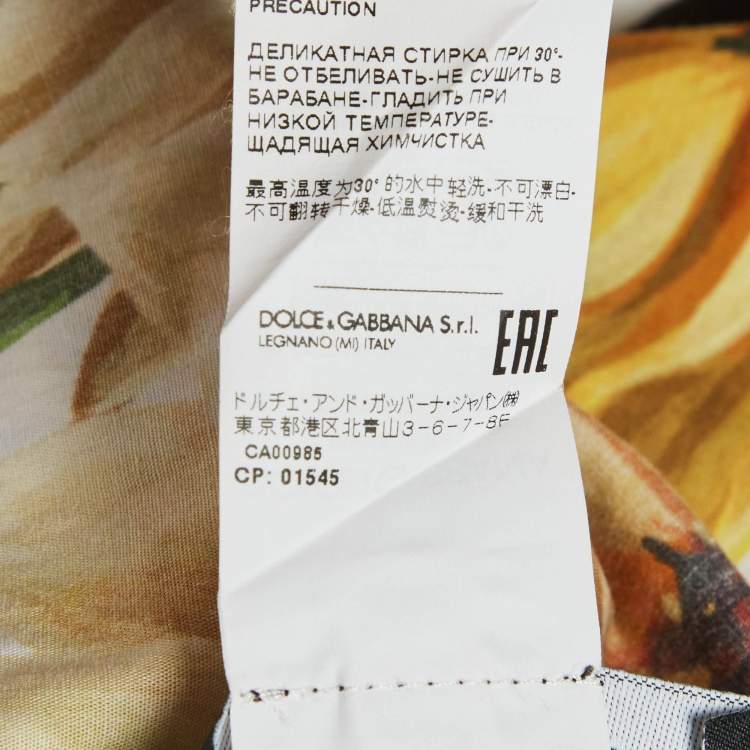 PRECAUTION
ДЕЛИКАТНАЯ СТИРКА ПРИ 30°-
НЕ ОТБЕЛИВАТЬ-НЕ СУШИТЬ В
БАРАБАНЕ-ГЛАДИТЬ ПРИ
НИЗКОЙ ТЕМПЕРАТУРЕ-
ЩАДЯЩАЯ ХИМЧИСТКА
最高温度为30°的水中轻洗-不可漂白-
不可翻转干燥-低温熨烫-缓和干洗
DOLCE & GABBANA S.r.l.
LEGNANO (MI) ITALY
EAC
ドルチェ・アンド・ガッバーナ・ジャパン㈱
東京都港区北青山3-6-7-8F
CA00985
CP: 01545